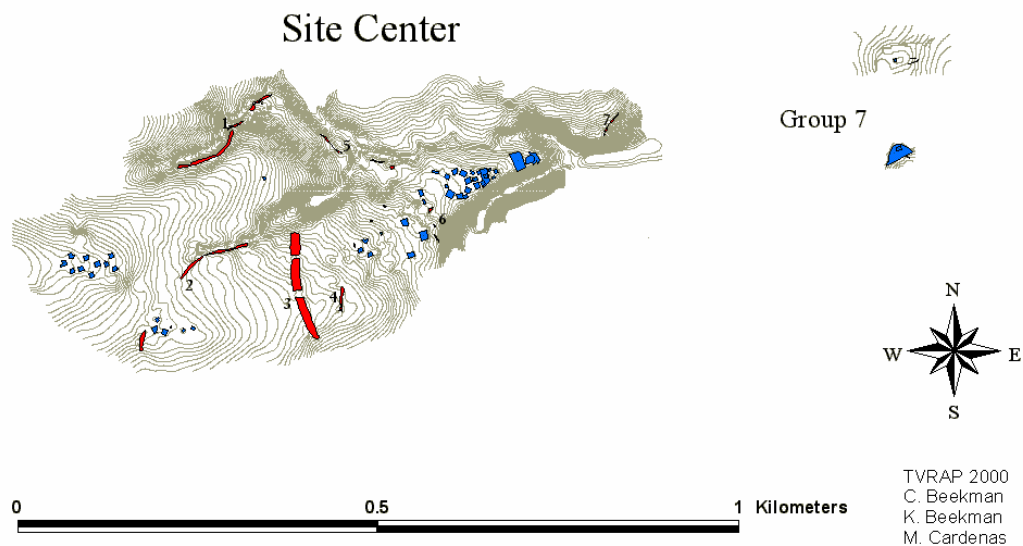 Site Center
Group 7
1
5
7
6
2
3
4
N
W E
S
0 0.5 1 Kilometers
TVRAP 2000
C. Beekman
K. Beekman
M. Cardenas